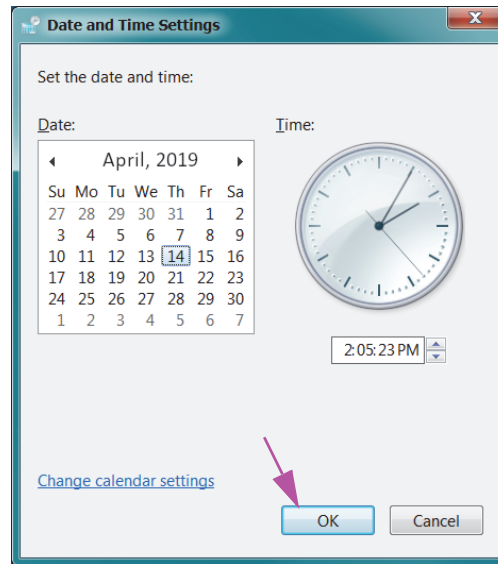 Date and Time Settings
Set the date and time:
Date:
Time:
April, 2019
Su Mo Tu We Th Fr Sa
27 28 29 30 31 1 2
3 4 5 6 7 8 9
10 11 12 13 14 15 16
17 18 19 20 21 22 23
24 25 26 27 28 29 30
1 2 3 4 5 6 7
2:05:23 PM
Change calendar settings
OK
Cancel